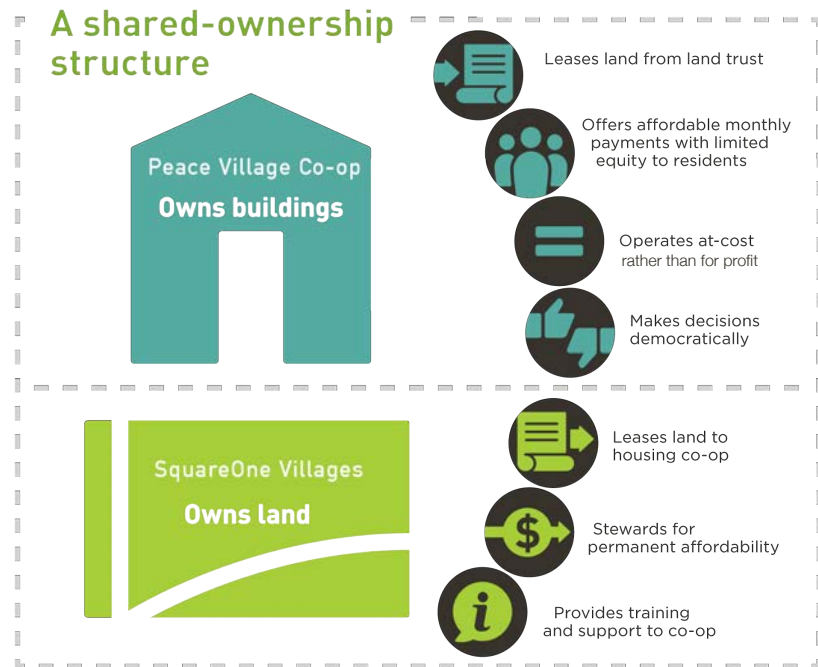 A shared-ownership
structure
Peace Village Co-op
Owns buildings
Leases land from land trust
Offers affordable monthly
payments with limited
equity to residents
Operates at-cost
rather than for profit
Makes decisions
democratically
SquareOne Villages
Owns land
Leases land to
housing co-op
$
Stewards for
permanent affordability
i
Provides training
and support to co-op